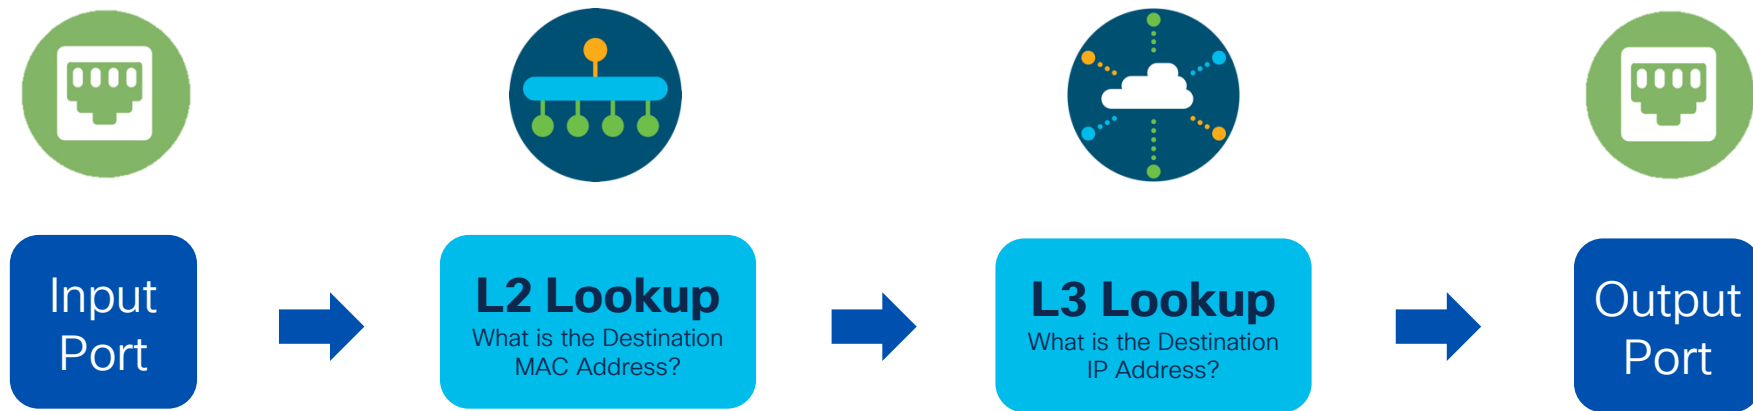 Input
Port
L2 Lookup
What is the Destination
MAC Address?
L3 Lookup
What is the Destination
IP Address?
Output
Port